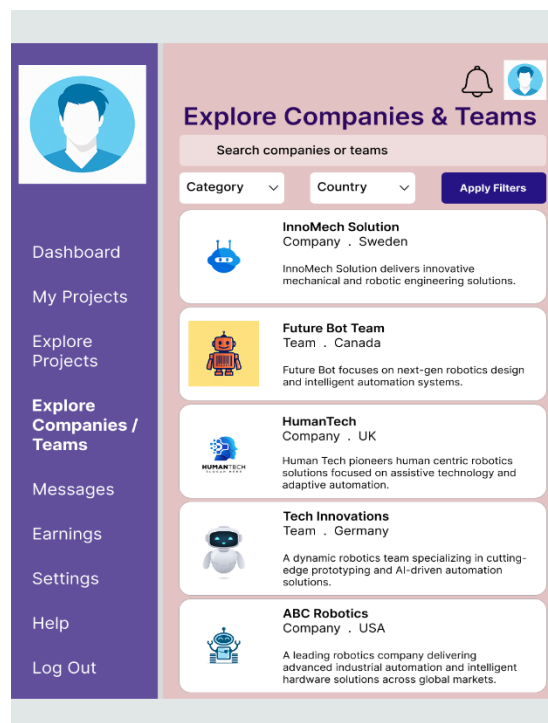 Explore Companies & Teams
Search companies or teams
Category
Country
Apply Filters
Dashboard
My Projects
Explore
Projects
Explore
Companies /
Teams
Messages
Earnings
Settings
Help
Log Out
InnoMech Solution
Company . Sweden
InnoMech Solution delivers innovative
mechanical and robotic engineering solutions.
Future Bot Team
Team . Canada
Future Bot focuses on next-gen robotics design
and intelligent automation systems.
HUMANTECH
HumanTech
Company . UK
Human Tech pioneers human centric robotics
solutions focused on assistive technology and
adaptive automation.
Tech Innovations
Team . Germany
A dynamic robotics team specializing in cutting-
edge prototyping and AI-driven automation
solutions.
ABC Robotics
Company . USA
A leading robotics company delivering
advanced industrial automation and intelligent
hardware solutions across global markets.